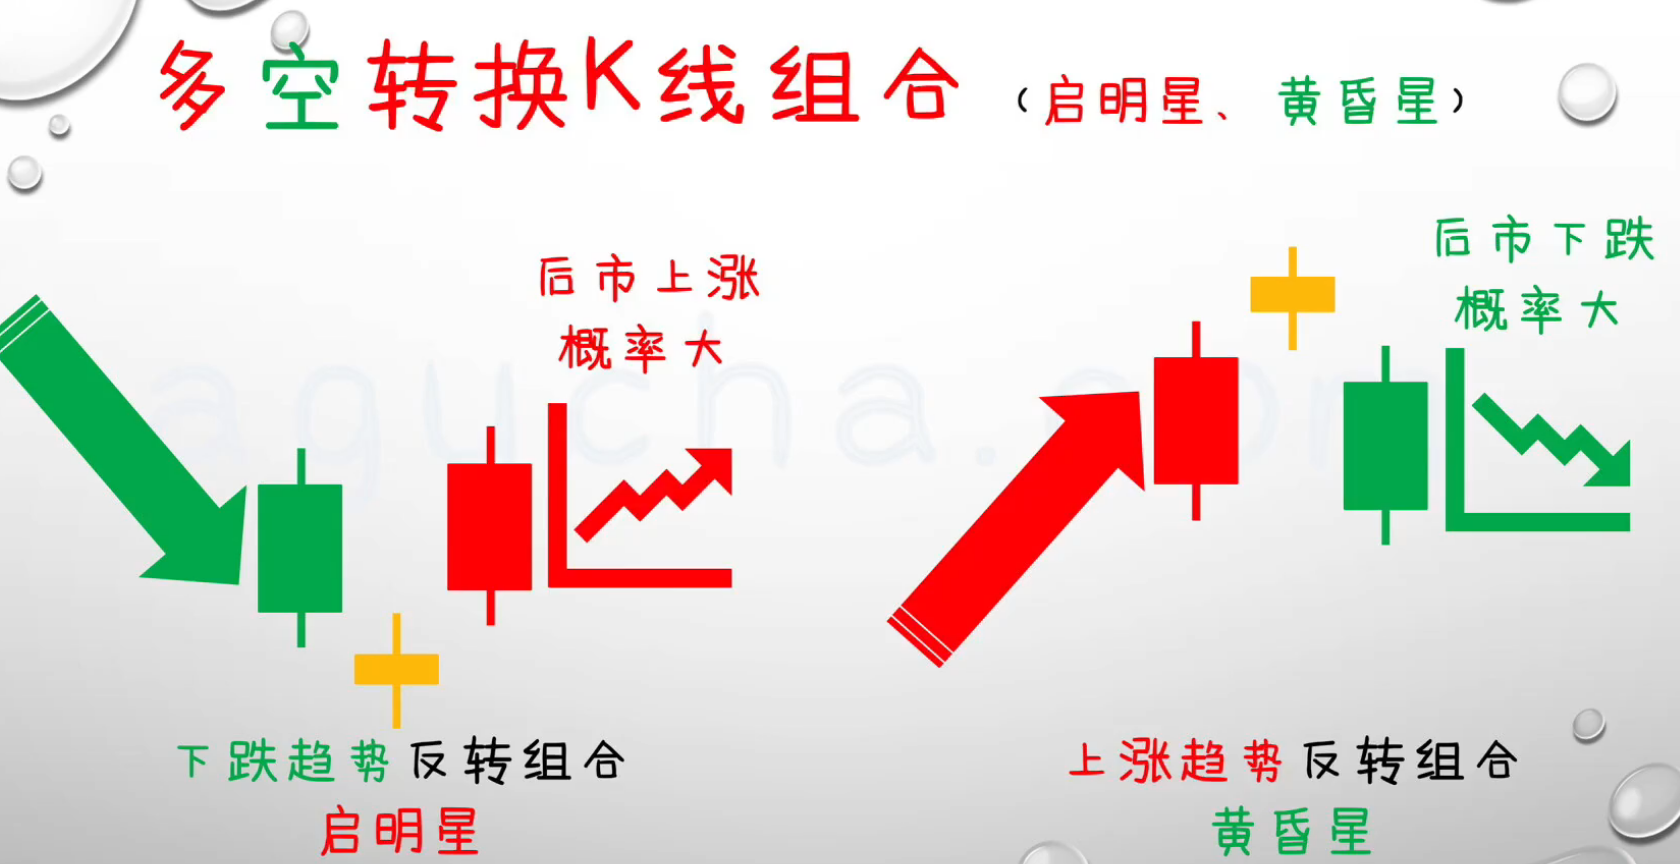 多空转换K线组合（启明星、黄昏星）
后市上涨
概率大
后市下跌
概率大
agucha.com
下跌趋势反转组合
启明星
上涨趋势反转组合
黄昏星